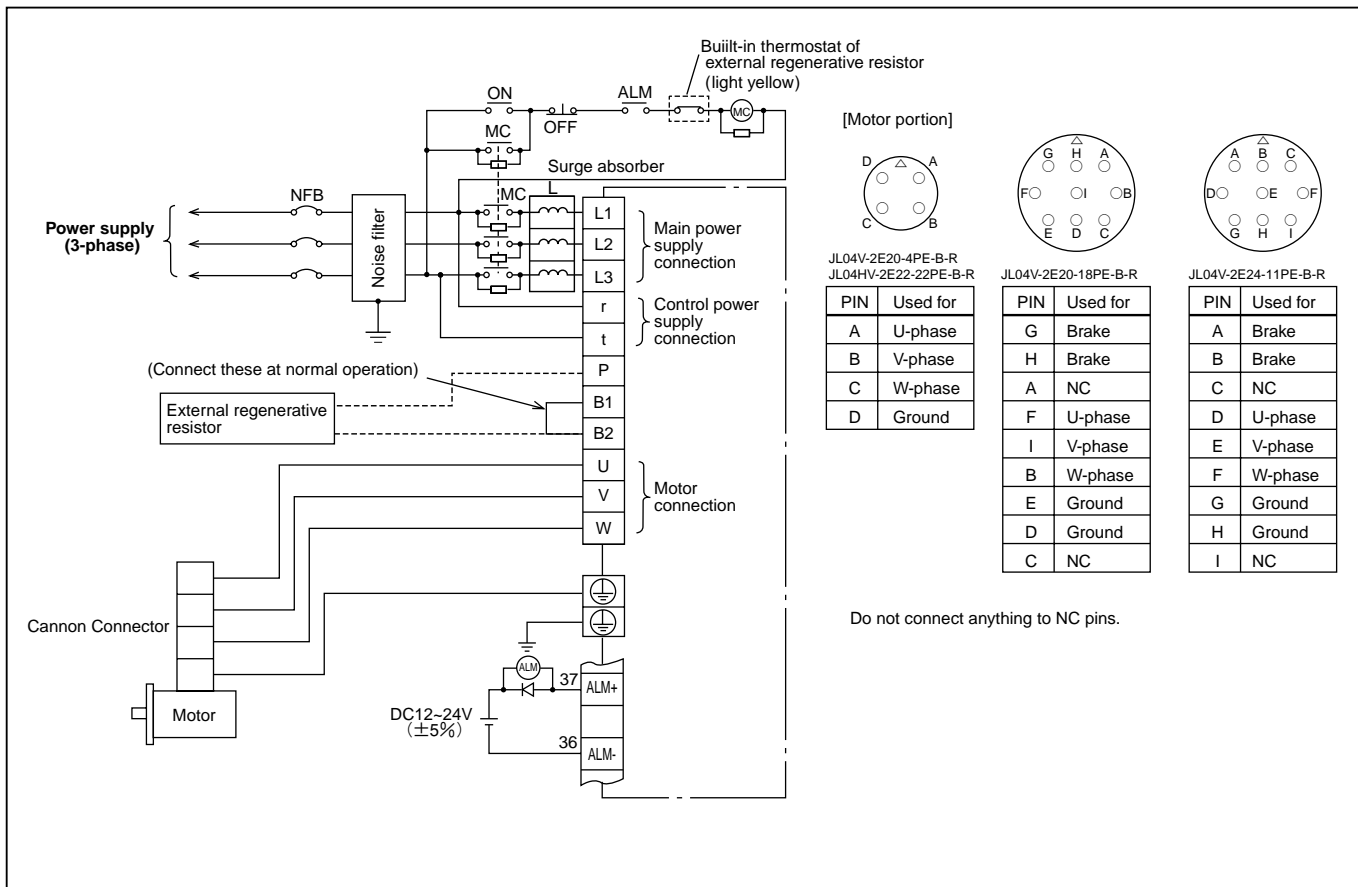 Buiilt-in thermostat of
external regenerative resistor
(light yellow)
ON
OFF
ALM
MC
MC
Surge absorber
NFB
Noise filter
MC
L
Power supply
(3-phase)
L1
L2
L3
r
t
P
B1
B2
U
V
W
Main power
supply
connection
Control power
supply
connection
(Connect these at normal operation)
External regenerative
resistor
Motor
connection
Cannon Connector
Motor
ALM
DC12~24V
(±5%)
37
ALM+
36
ALM-
[Motor portion]
D A
C B
JL04V-2E20-4PE-B-R
JL04HV-2E22-22PE-B-R
PIN Used for
A U-phase
B V-phase
C W-phase
D Ground
G H A
F I B
E D C
JL04V-2E20-18PE-B-R
PIN Used for
G Brake
H Brake
A NC
F U-phase
I V-phase
B W-phase
E Ground
D Ground
C NC
A B C
D E F
G H I
JL04V-2E24-11PE-B-R
PIN Used for
A Brake
B Brake
C NC
D U-phase
E V-phase
F W-phase
G Ground
H Ground
I NC
Do not connect anything to NC pins.